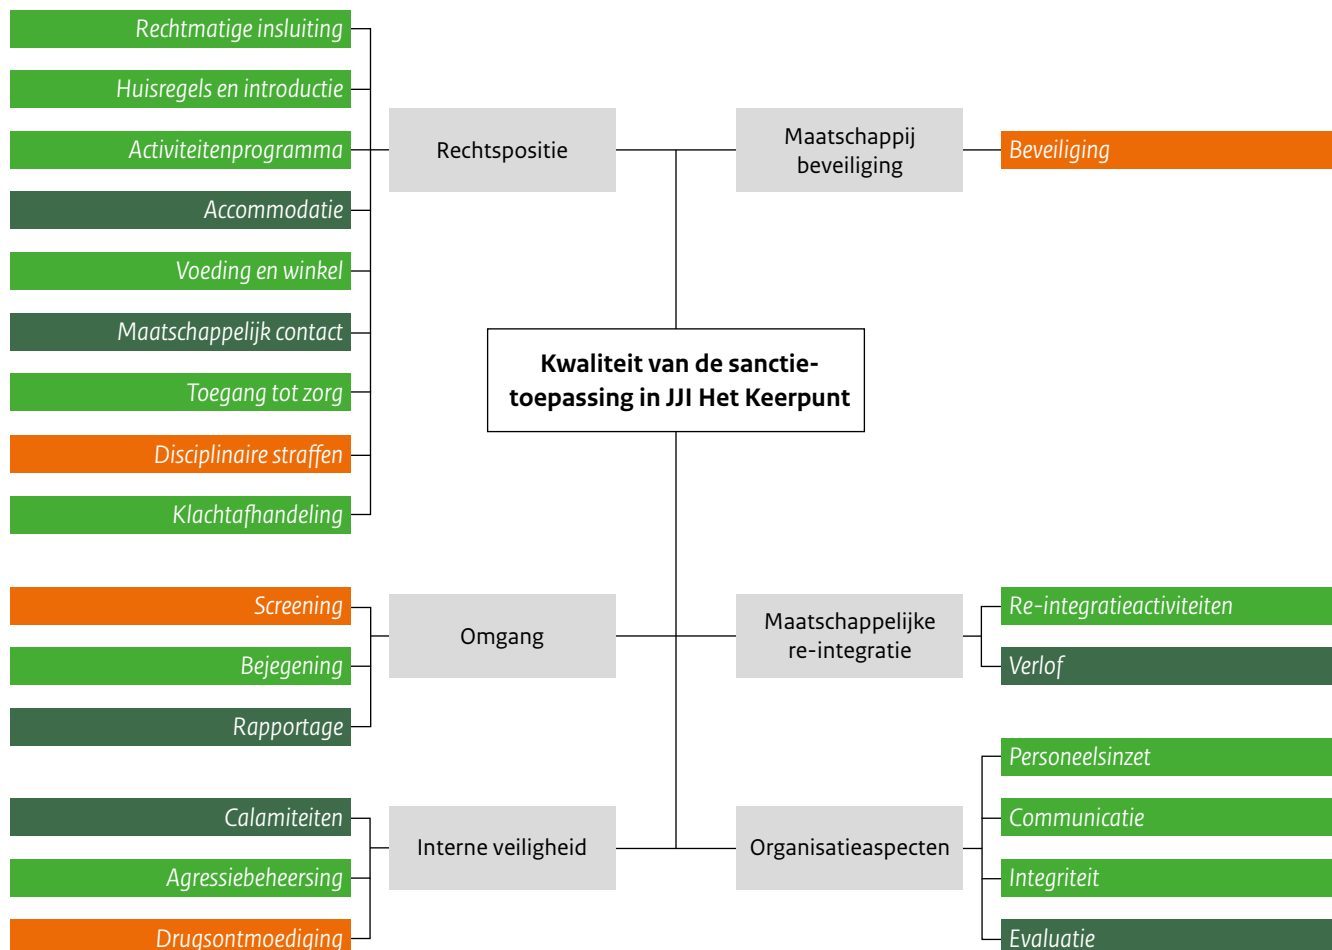 Rechtmatige insluiting
Huisregels en introductie
Activiteitenprogramma
Accommodatie
Voeding en winkel
Maatschappelijk contact
Toegang tot zorg
Disciplinaire straffen
Klachtafhandeling
Rechtspositie
Maatschappij
beveiliging
Beveiliging
Kwaliteit van de sanctie-
toepassing in JJI Het Keerpunt
Screening
Bejegening
Rapportage
Omgang
Maatschappelijke
re-integratie
Re-integratieactiviteiten
Verlof
Calamiteiten
Agressiebeheersing
Drugsontmoediging
Interne veiligheid
Organisatieaspecten
Personeelsinzet
Communicatie
Integriteit
Evaluatie